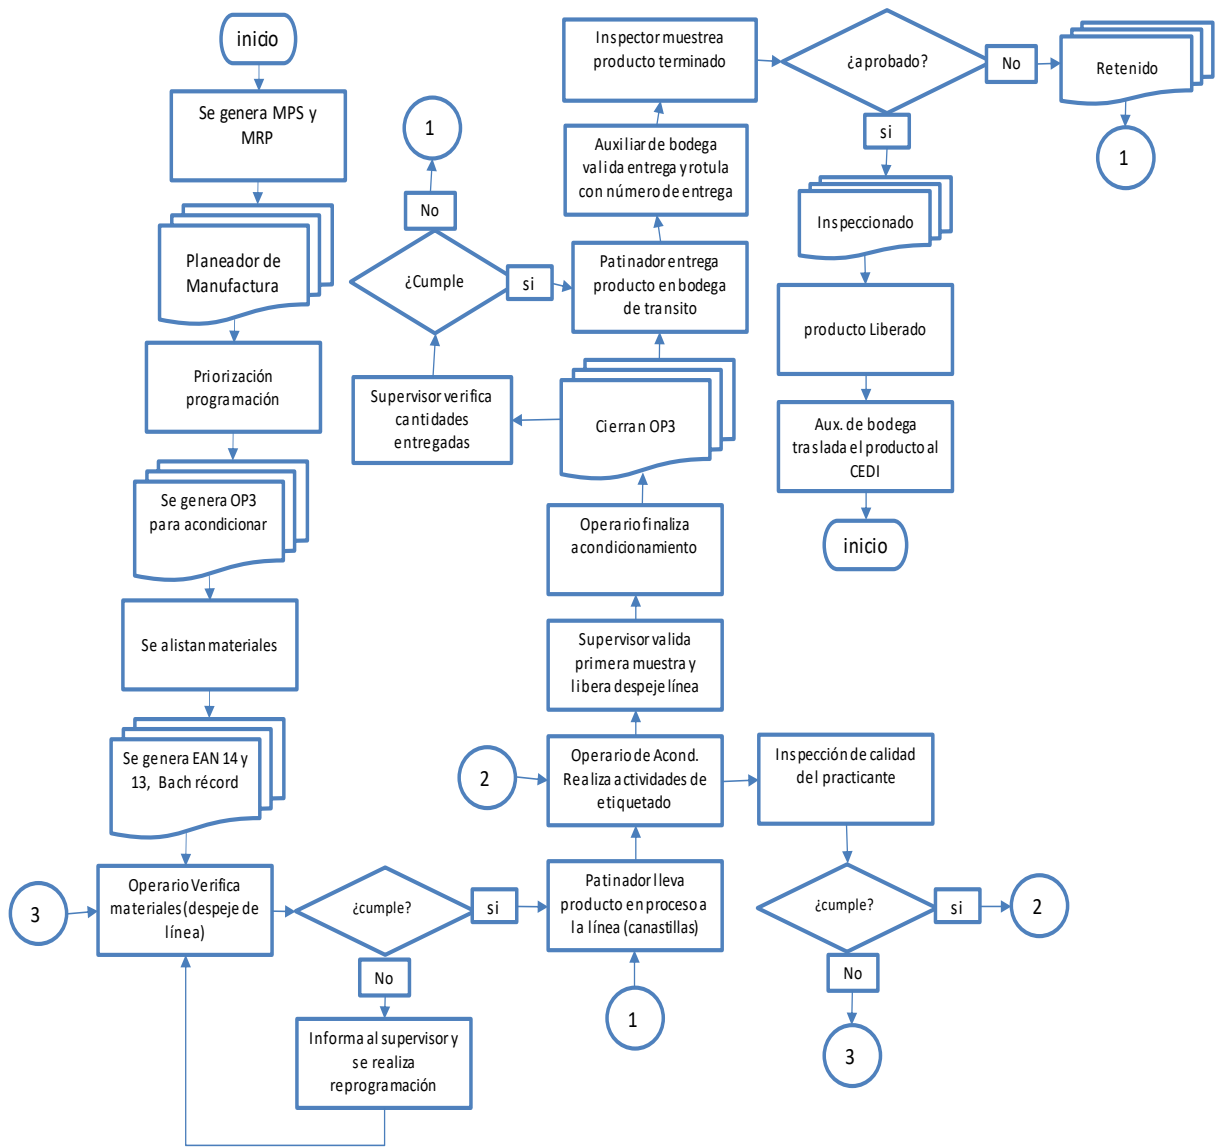 inicio
Se genera MPS y
MRP
Planeador de
Manufactura
Priorización
programación
Se genera OP3
para acondicionar
Se alistan materiales
Se genera EAN 14 y
13, Bach récord
3
Operario Verifica
materiales (despeje de
línea)
¿cumple?
si
No
Informa al supervisor y
se realiza
reprogramación
1
Patinador lleva
producto en proceso a
la línea (canastillas)
2
Operario de Acond.
Realiza actividades de
etiquetado
Inspección de calidad
del practicante
¿cumple?
si
2
No
3
Supervisor valida
primera muestra y
libera despeje línea
Operario finaliza
acondicionamiento
Cierran OP3
Supervisor verifica
cantidades
entregadas
¿Cumple
No
1
si
Patinador entrega
producto en bodega
de transito
Auxiliar de bodega
valida entrega y rotula
con número de entrega
Inspector muestrea
producto terminado
¿aprobado?
No
Retenido
1
si
Inspeccionado
producto Liberado
Aux. de bodega
traslada el producto al
CEDI
inicio